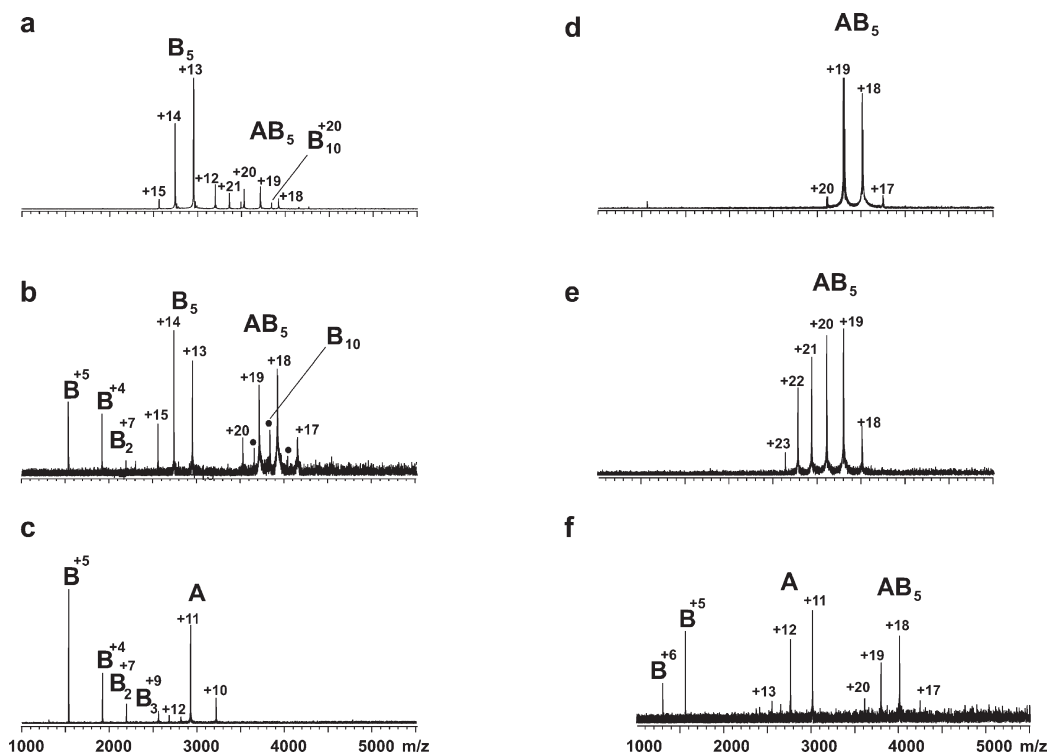 a
B5
+13
+14
+15
+12
+21
+20
AB5
+19
B10+20
+18
b
B+5
B+4
B2+7
+15
B5
+14
+13
AB5
+20
+19
+18
+17
B10
c
B+5
B+4
B2+7
B3+9
+12
A
+11
+10
1000 2000 3000 4000 5000 m/z
d
AB5
+20
+19
+18
+17
e
AB5
+23
+22
+21
+20
+19
+18
f
B+6
B+5
+13
A
+12
+11
AB5
+20
+19
+18
+17
1000 2000 3000 4000 5000 m/z